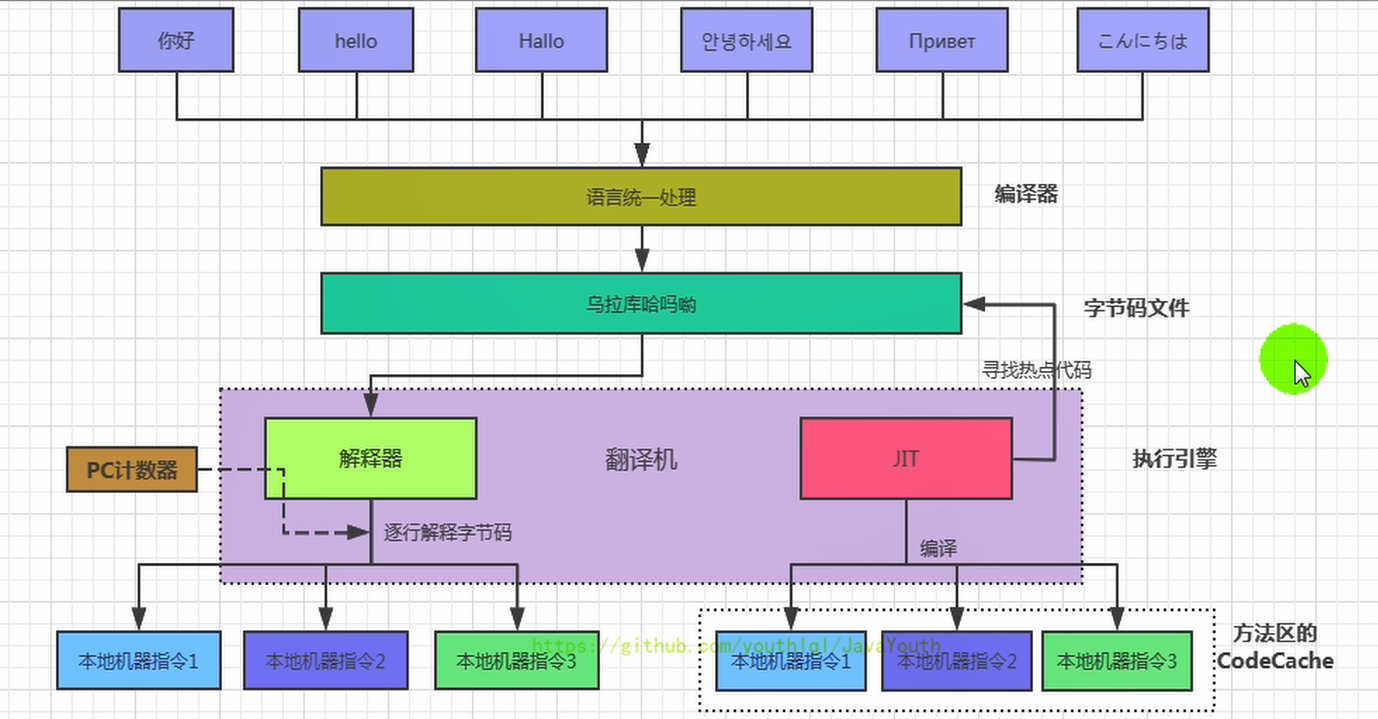 你好
hello
Hallo
안녕하세요
Привет
こんにちは
语言统一处理
编译器
乌拉库哈吗呦
字节码文件
寻找热点代码
PC计数器
解释器
翻译机
JIT
执行引擎
逐行解释字节码
编译
本地机器指令1
本地机器指令2
本地机器指令3
https://github.com/youthlql/JavaYouth
本地机器指令1
本地机器指令2
本地机器指令3
方法区的
CodeCache